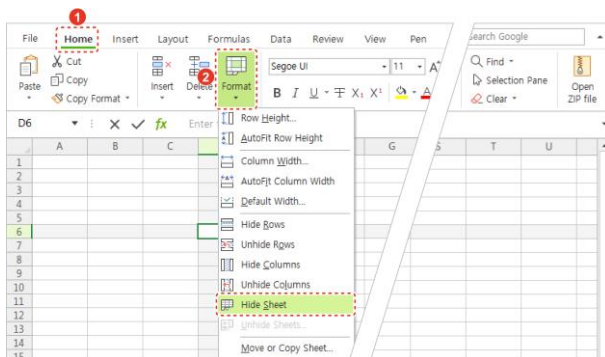 1
File Home Insert Layout Formulas Data Review View Pen Search Google
Cut
Copy
Paste
Copy Format
Insert
Delete
2
Format
Segoe UI 11 A
B I U X₁ X¹ A
Find
Selection Pane
Clear
Open
ZIP file
D6 fx Enter
Row Height...
AutoFit Row Height
Column Width...
AutoFit Column Width
Default Width...
Hide Rows
Unhide Rows
Hide Columns
Unhide Columns
Hide Sheet
Unhide Sheets...
Move or Copy Sheet...
A B C G S T U
1
2
3
4
5
6
7
8
9
10
11
12
13
14
15